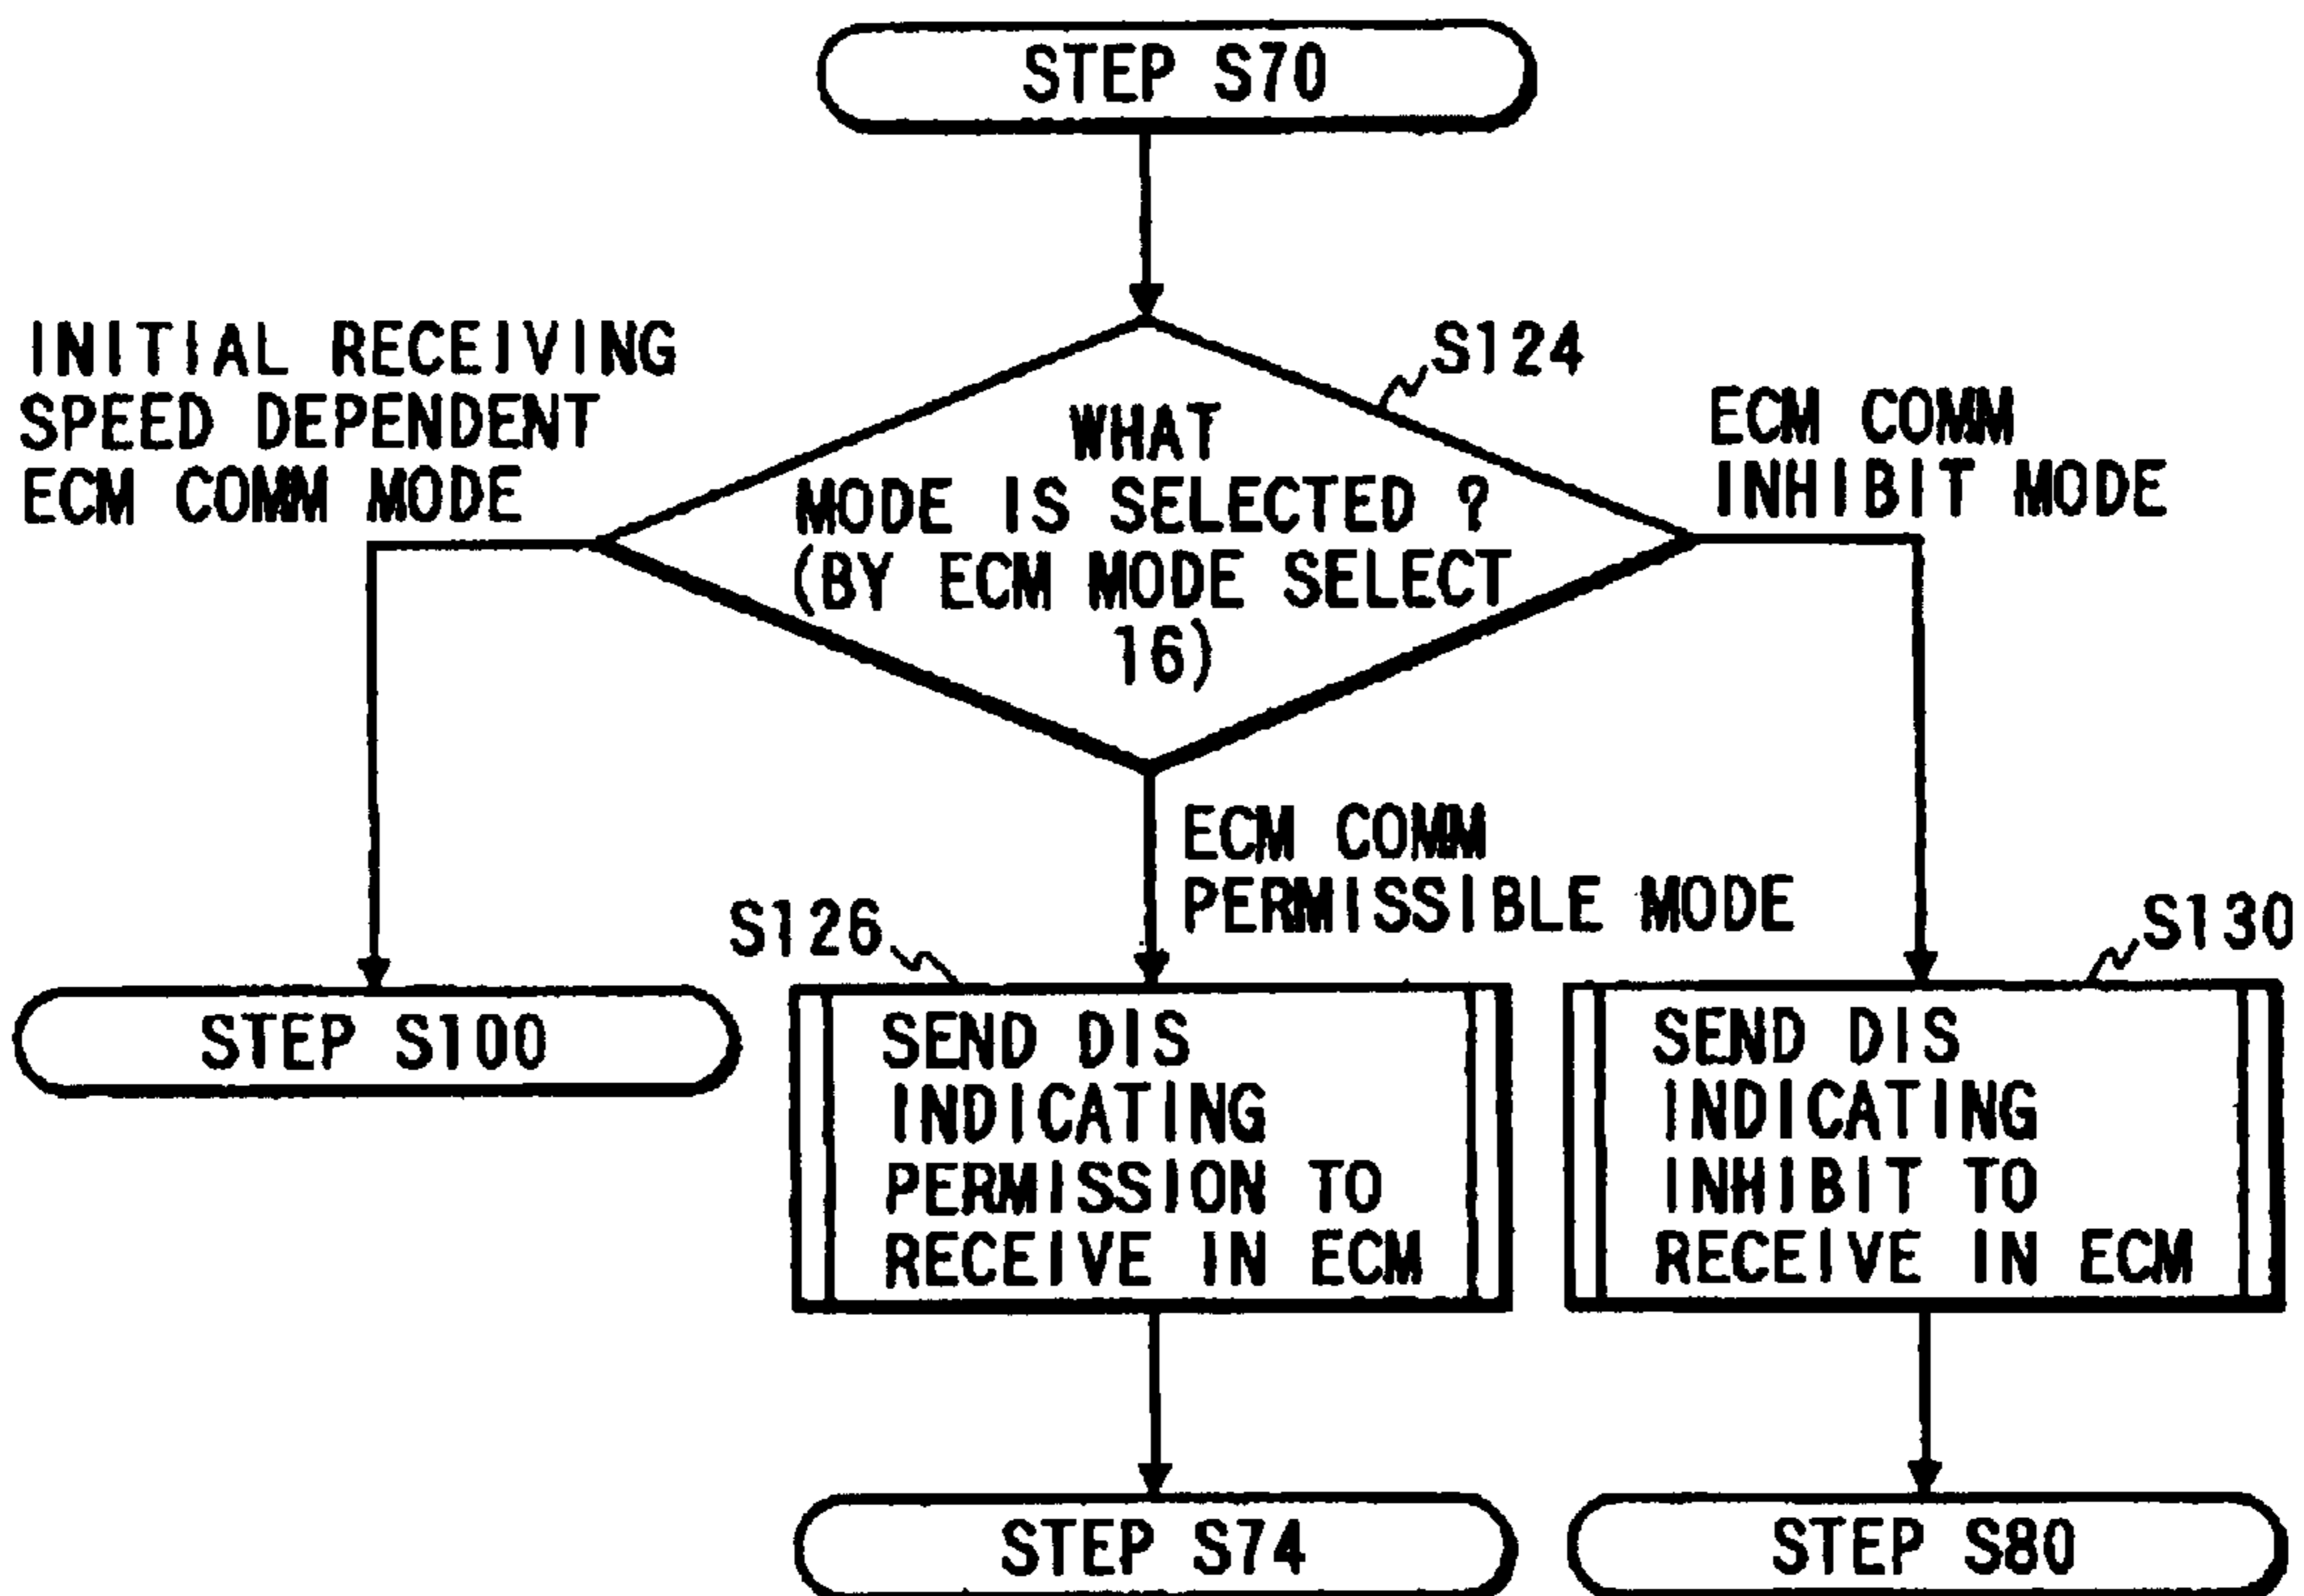 STEP S70
INITIAL RECEIVING
SPEED DEPENDENT
ECM COMM MODE
S124
WHAT
MODE IS SELECTED ?
(BY ECM MODE SELECT
16)
ECM COMM
INHIBIT MODE
ECM COMM
PERMISSIBLE MODE
S126
S130
STEP S100
SEND DIS
INDICATING
PERMISSION TO
RECEIVE IN ECM
SEND DIS
INDICATING
INHIBIT TO
RECEIVE IN ECM
STEP S74
STEP S80